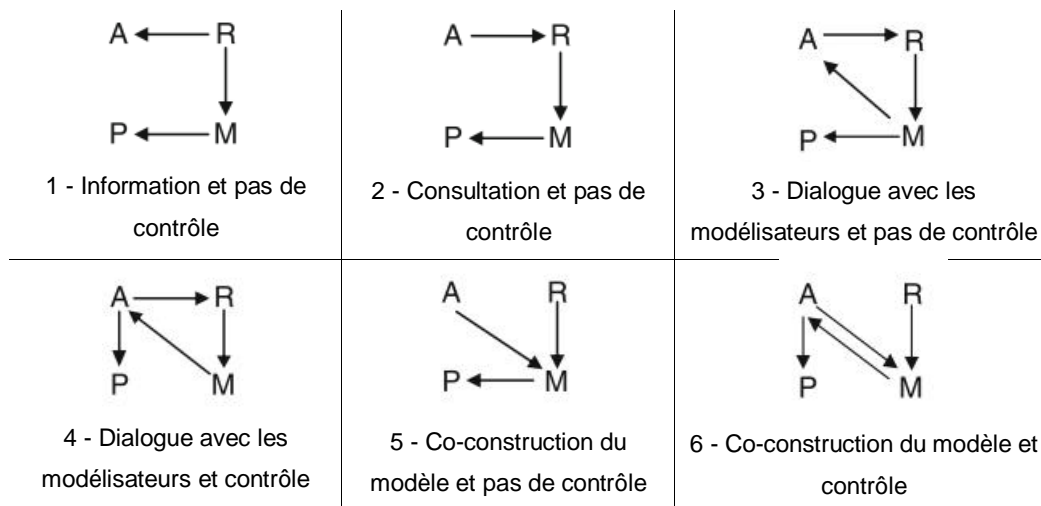 A R
P M
1 - Information et pas de
contrôle
A R
P M
2 - Consultation et pas de
contrôle
A R
P M
3 - Dialogue avec les
modélisateurs et pas de contrôle
A R
P M
4 - Dialogue avec les
modélisateurs et contrôle
A R
P M
5 - Co-construction du
modèle et pas de contrôle
A R
P M
6 - Co-construction du modèle et
contrôle